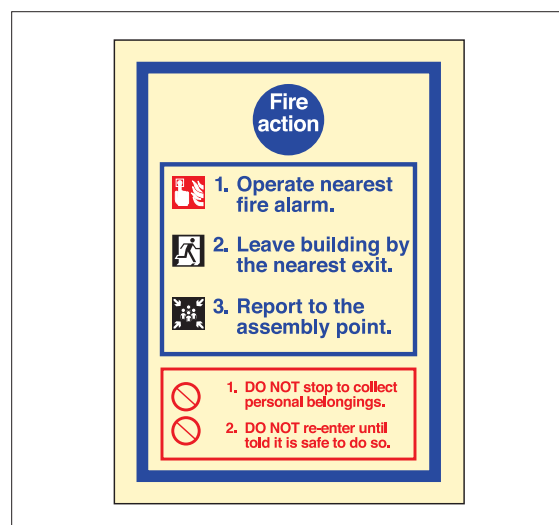 Fire
action
1. Operate nearest
fire alarm.
2. Leave building by
the nearest exit.
3. Report to the
assembly point.
1. DO NOT stop to collect
personal belongings.
2. DO NOT re-enter until
told it is safe to do so.